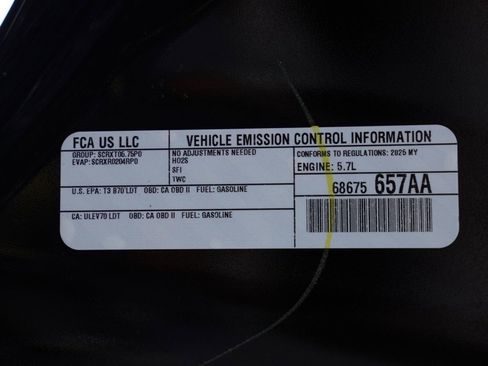 FCA US LLC
VEHICLE EMISSION CONTROL INFORMATION
GROUP: SCRXT05.75P0
EVAP: SCRXR0204RP0
NO ADJUSTMENTS NEEDED
HO2S
SFI
TWC
CONFORMS TO REGULATIONS: 2025 MY
ENGINE: 5.7L
U.S. EPA: T3 B70 LDT OBD: CA OBD II FUEL: GASOLINE
68675 657AA
CA: ULEV70 LDT OBD: CA OBD II FUEL: GASOLINE